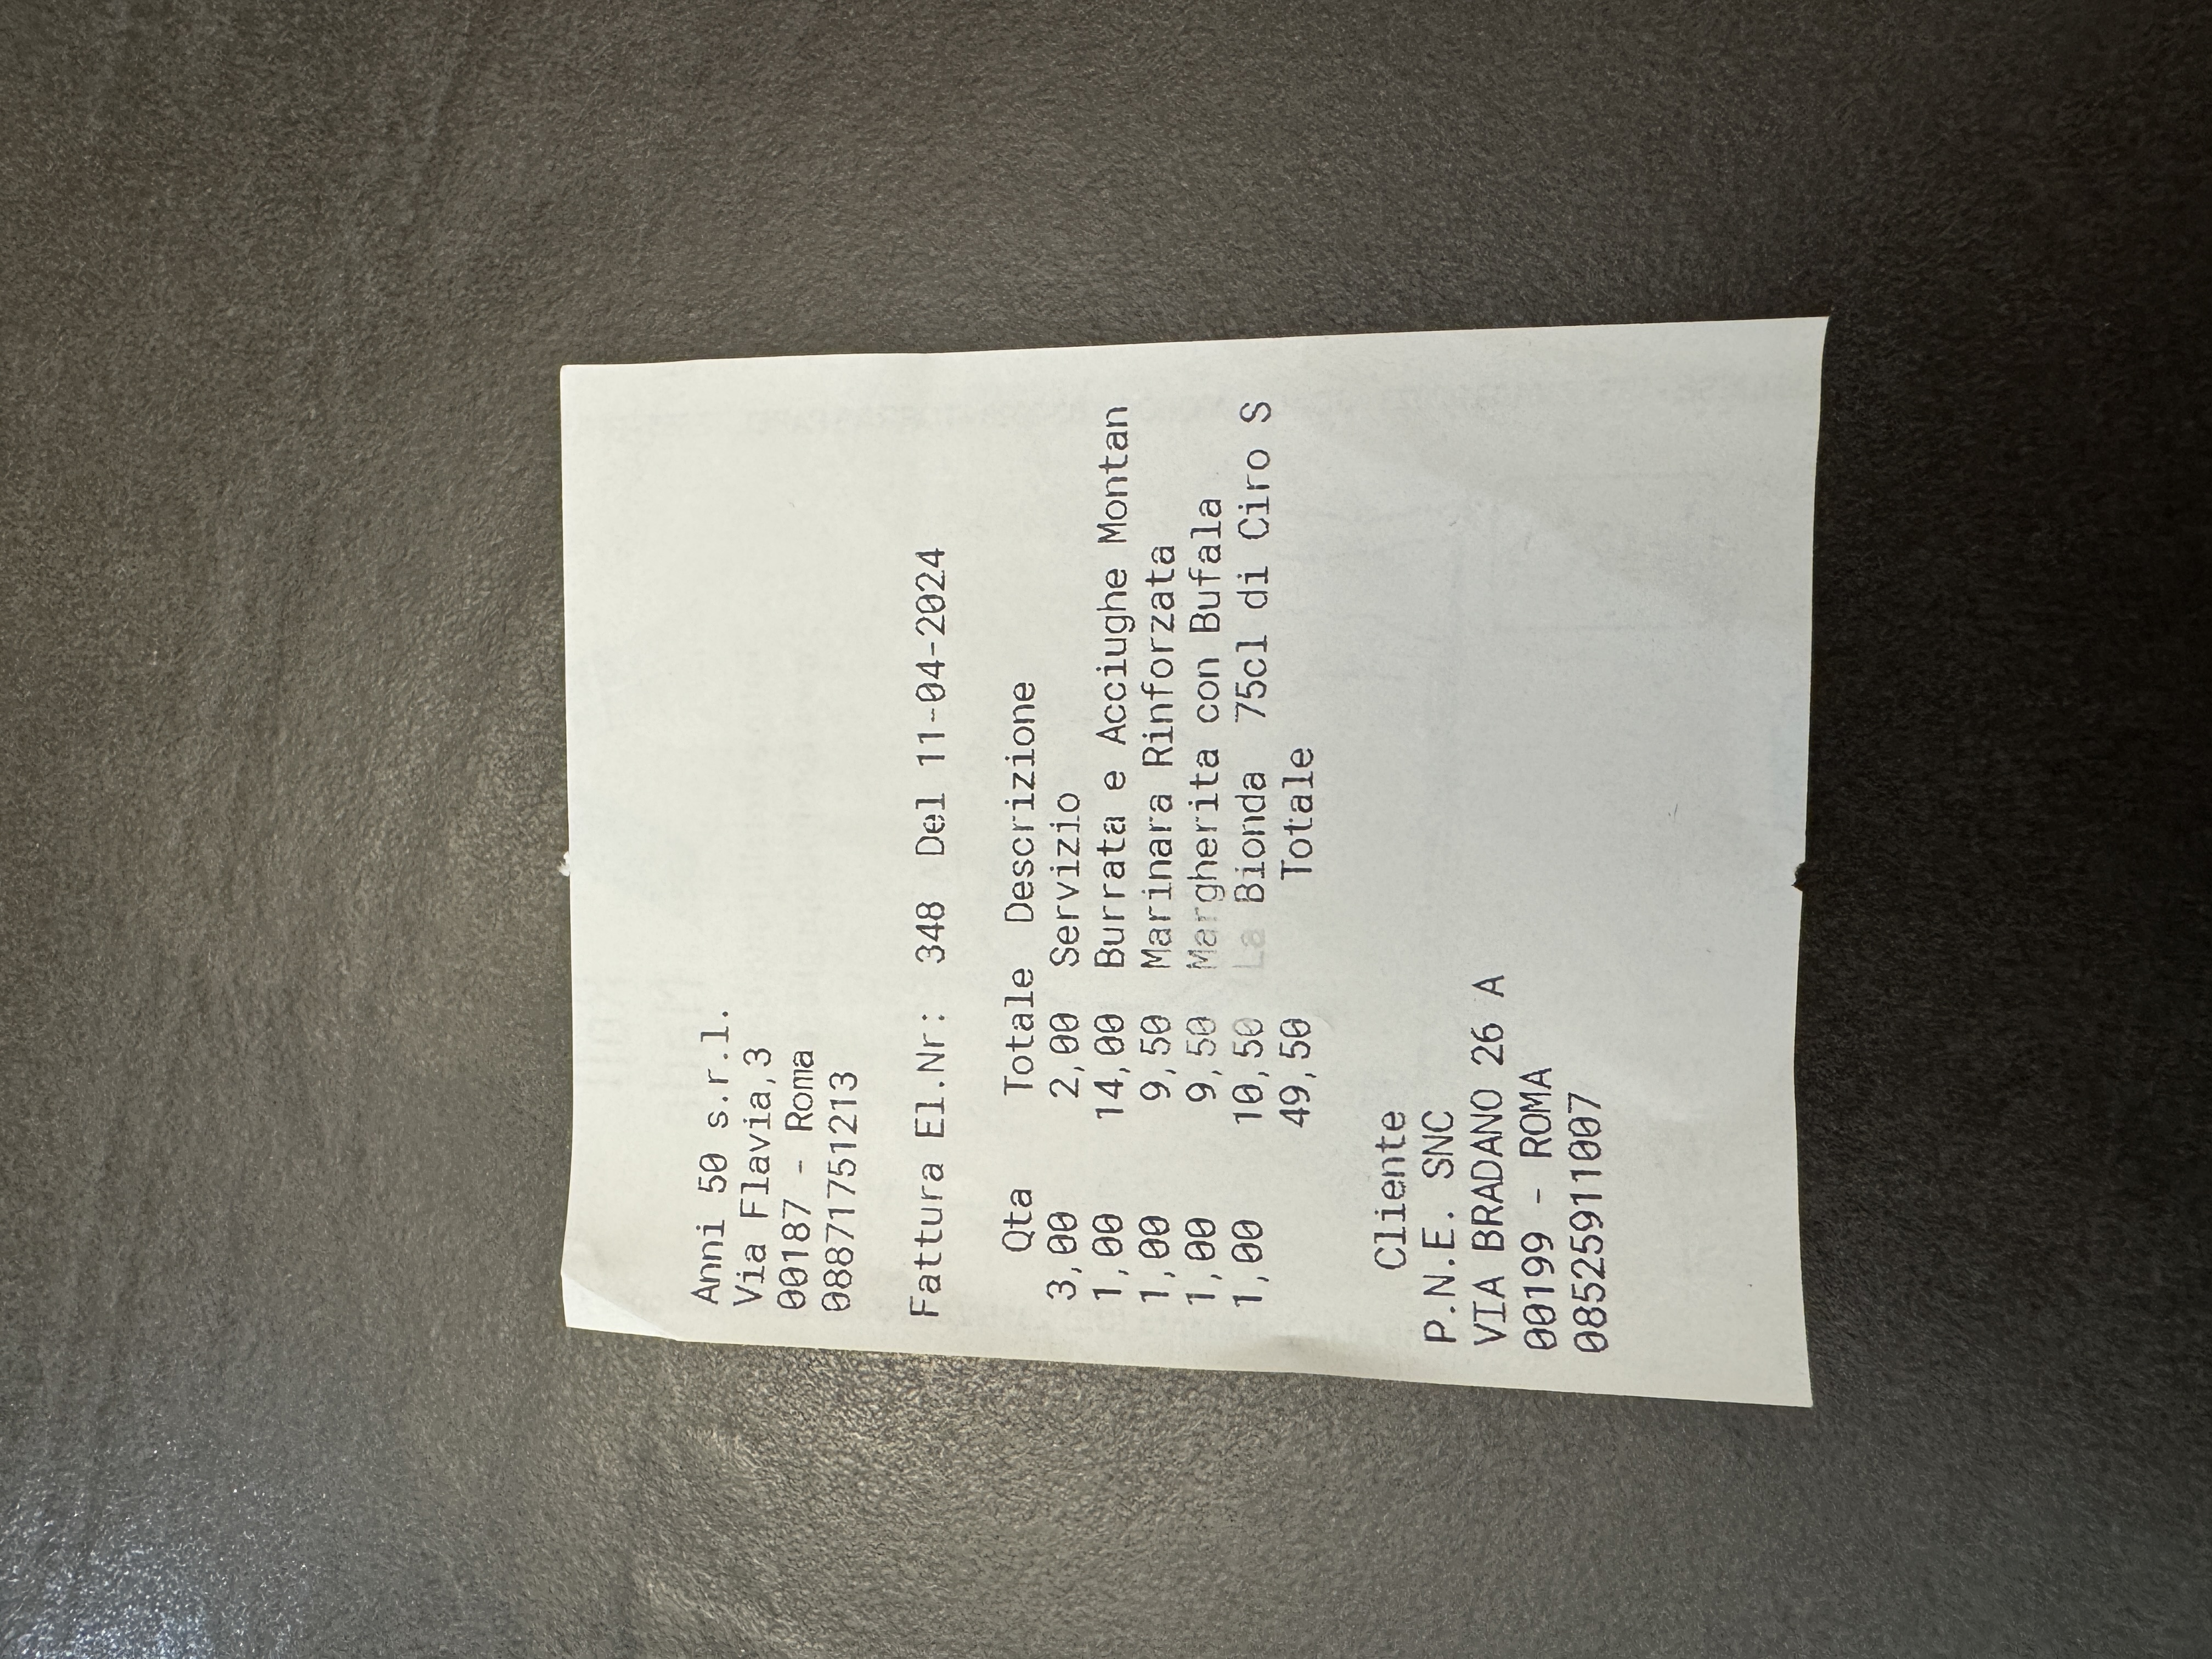 Anni 50 s.r.l.
Via Flavia,3
00187 - Roma
08871751213
Fattura El.Nr: 348 Del 11-04-2024
Qta Totale Descrizione
3,00 2,00 Servizio
1,00 14,00 Burrata e Acciughe Montan
1,00 9,50 Marinara Rinforzata
1,00 9,50 Margherita con Bufala
1,00 10,50 La Bionda 75cl di Ciro S
49,50 Totale
Cliente
P.N.E. SNC
VIA BRADANO 26 A
00199 - ROMA
08525911007